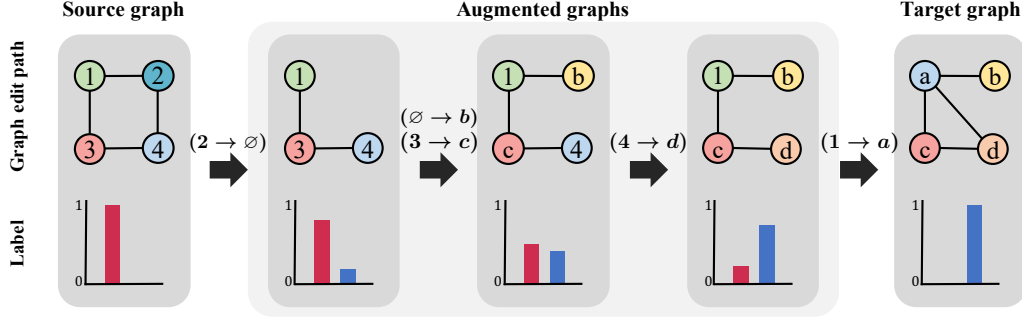 Source graph
Augmented graphs
Target graph
Graph edit path
1 2
3 4
(2 → ∅)
1
3 4
(∅ → b)
(3 → c)
1 b
c 4
(4 → d)
1 b
c d
(1 → a)
a b
c d
Label
1
0
1
0
1
0
1
0
1
0